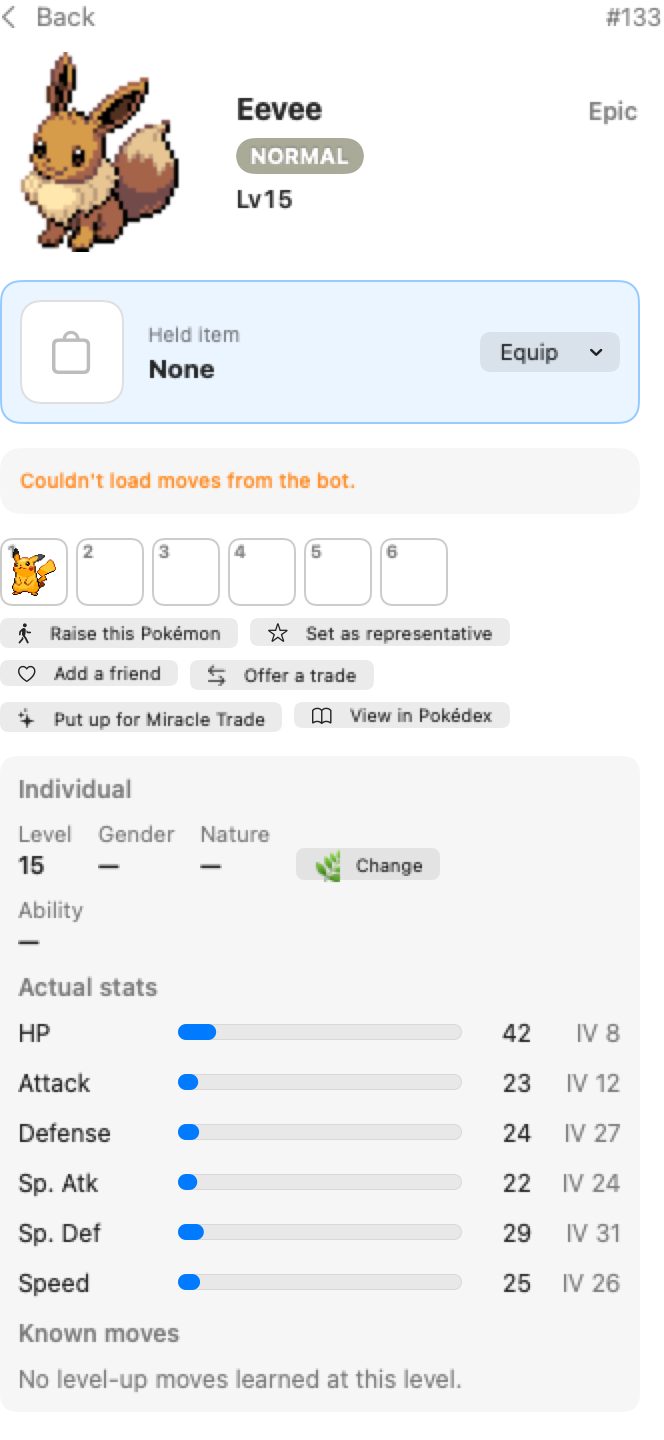 Back #133
Eevee Epic
NORMAL
Lv15
Held item
None
Equip
Couldn't load moves from the bot.
2 3 4 5 6
Raise this Pokémon Set as representative
Add a friend Offer a trade
Put up for Miracle Trade View in Pokédex
Individual
Level Gender Nature
15 — — Change
Ability
—
Actual stats
HP 42 IV 8
Attack 23 IV 12
Defense 24 IV 27
Sp. Atk 22 IV 24
Sp. Def 29 IV 31
Speed 25 IV 26
Known moves
No level-up moves learned at this level.